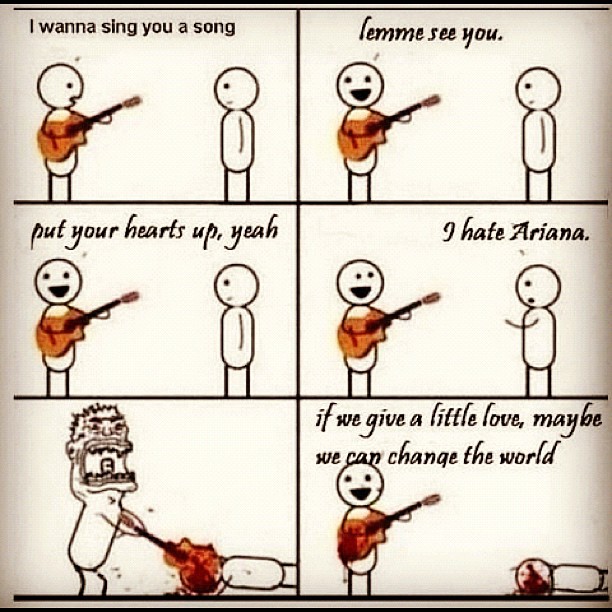 I wanna sing you a song
lemme see you.
put your hearts up, yeah
I hate Ariana.
if we give a little love, maybe
we can change the world